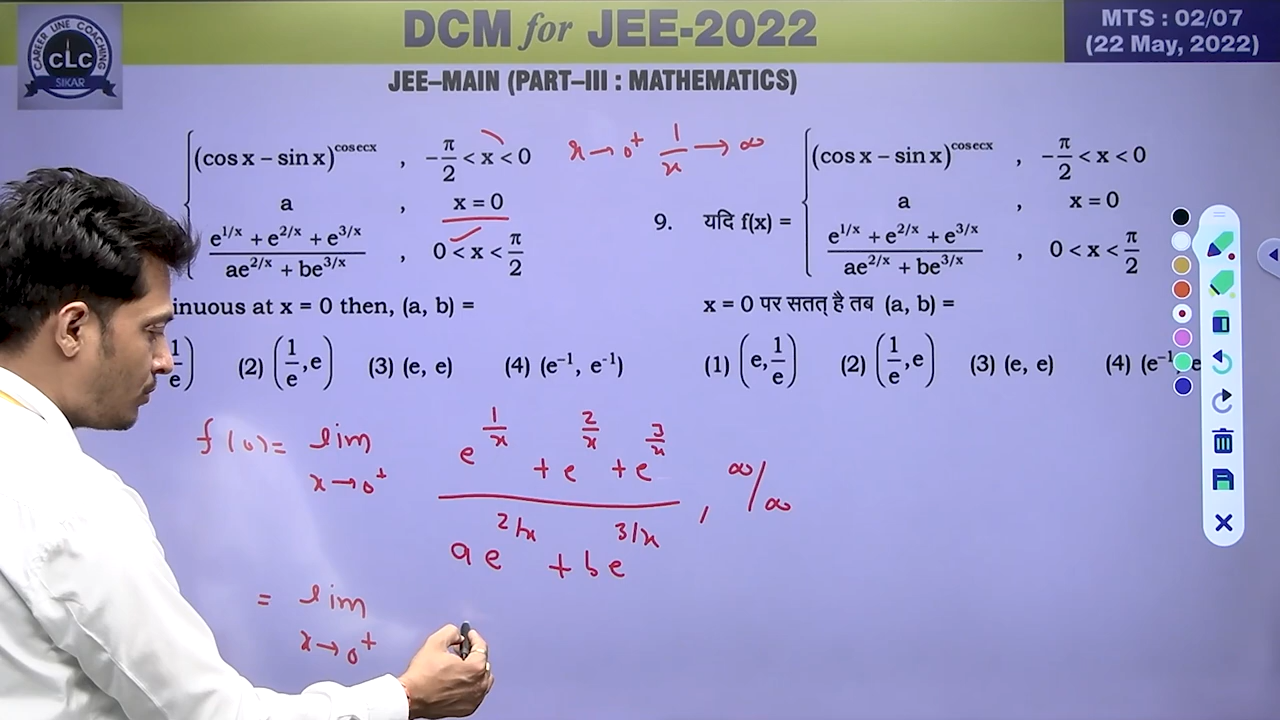 DCM for JEE-2022
MTS : 02/07
(22 May, 2022)
CAREER LINE COACHING
CLC
SIKAR
JEE–MAIN (PART–III : MATHEMATICS)
(cos x – sin x)^cosecx , –π/2 < x < 0
a , x = 0
(e^1/x + e^2/x + e^3/x)/(ae^2/x + be^3/x) , 0 < x < π/2
inuous at x = 0 then, (a, b) =
1/e) (2) (1/e, e) (3) (e, e) (4) (e^–1, e^-1)
x→0^+ 1/x → ∞
9. यदि f(x) = (cos x – sin x)^cosecx , –π/2 < x < 0
a , x = 0
(e^1/x + e^2/x + e^3/x)/(ae^2/x + be^3/x) , 0 < x < π/2
x = 0 पर सतत् है तब (a, b) =
(1) (e, 1/e) (2) (1/e, e) (3) (e, e) (4) (e^–1, e
f(0) = lim x→0^+ (e^1/x + e^2/x + e^3/x)/(ae^2/x + be^3/x) , ∞/∞
= lim x→0^+